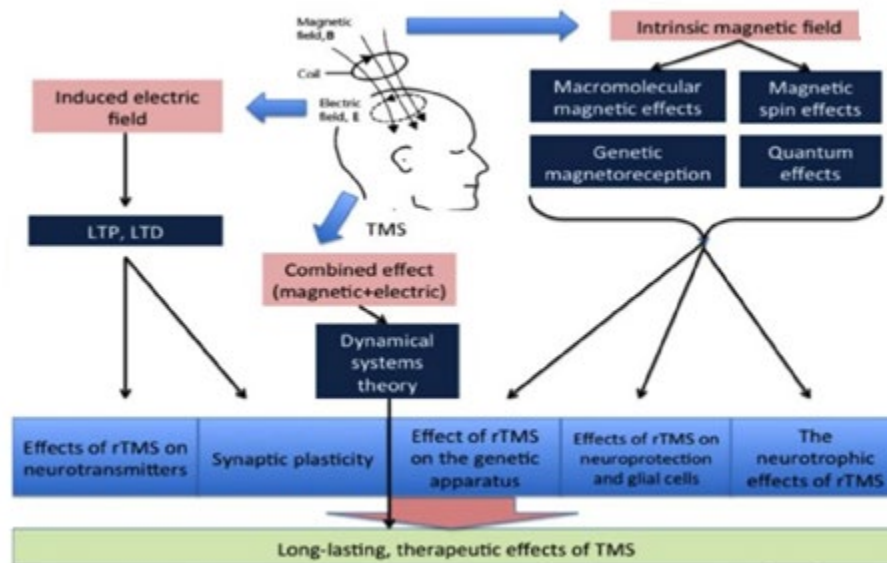 Magnetic
field,B
Coil
Electric
field, E
TMS
Intrinsic magnetic field
Macromolecular
magnetic effects
Magnetic
spin effects
Genetic
magnetoreception
Quantum
effects
Induced electric
field
LTP, LTD
Combined effect
(magnetic+electric)
Dynamical
systems
theory
Effects of rTMS on
neurotransmitters
Synaptic plasticity
Effect of rTMS
on the genetic
apparatus
Effects of rTMS on
neuroprotection
and glial cells
The
neurotrophic
effects of rTMS
Long-lasting, therapeutic effects of TMS